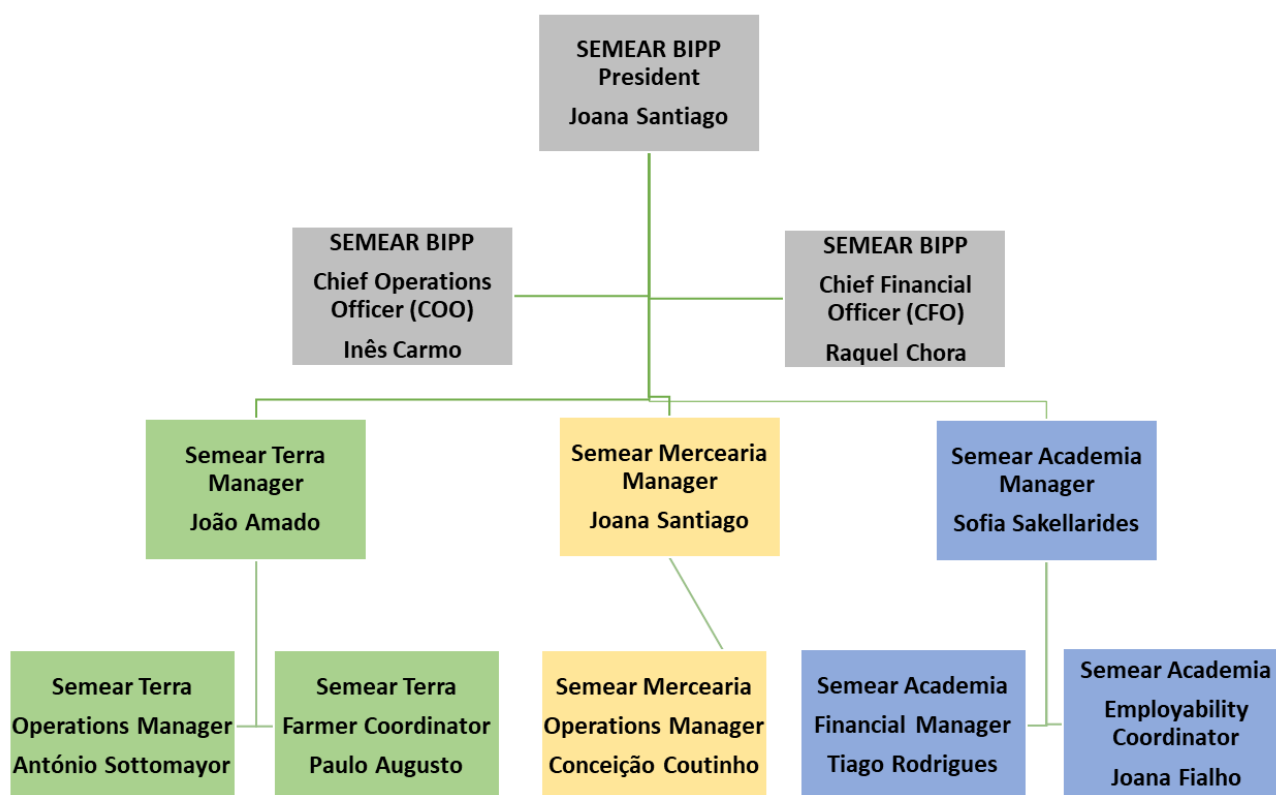 SEMEAR BIPP
President
Joana Santiago
SEMEAR BIPP
Chief Operations
Officer (COO)
Inês Carmo
SEMEAR BIPP
Chief Financial
Officer (CFO)
Raquel Chora
Semear Terra
Manager
João Amado
Semear Mercearia
Manager
Joana Santiago
Semear Academia
Manager
Sofia Sakellarides
Semear Terra
Operations Manager
António Sottomayor
Semear Terra
Farmer Coordinator
Paulo Augusto
Semear Mercearia
Operations Manager
Conceição Coutinho
Semear Academia
Financial Manager
Tiago Rodrigues
Semear Academia
Employability
Coordinator
Joana Fialho